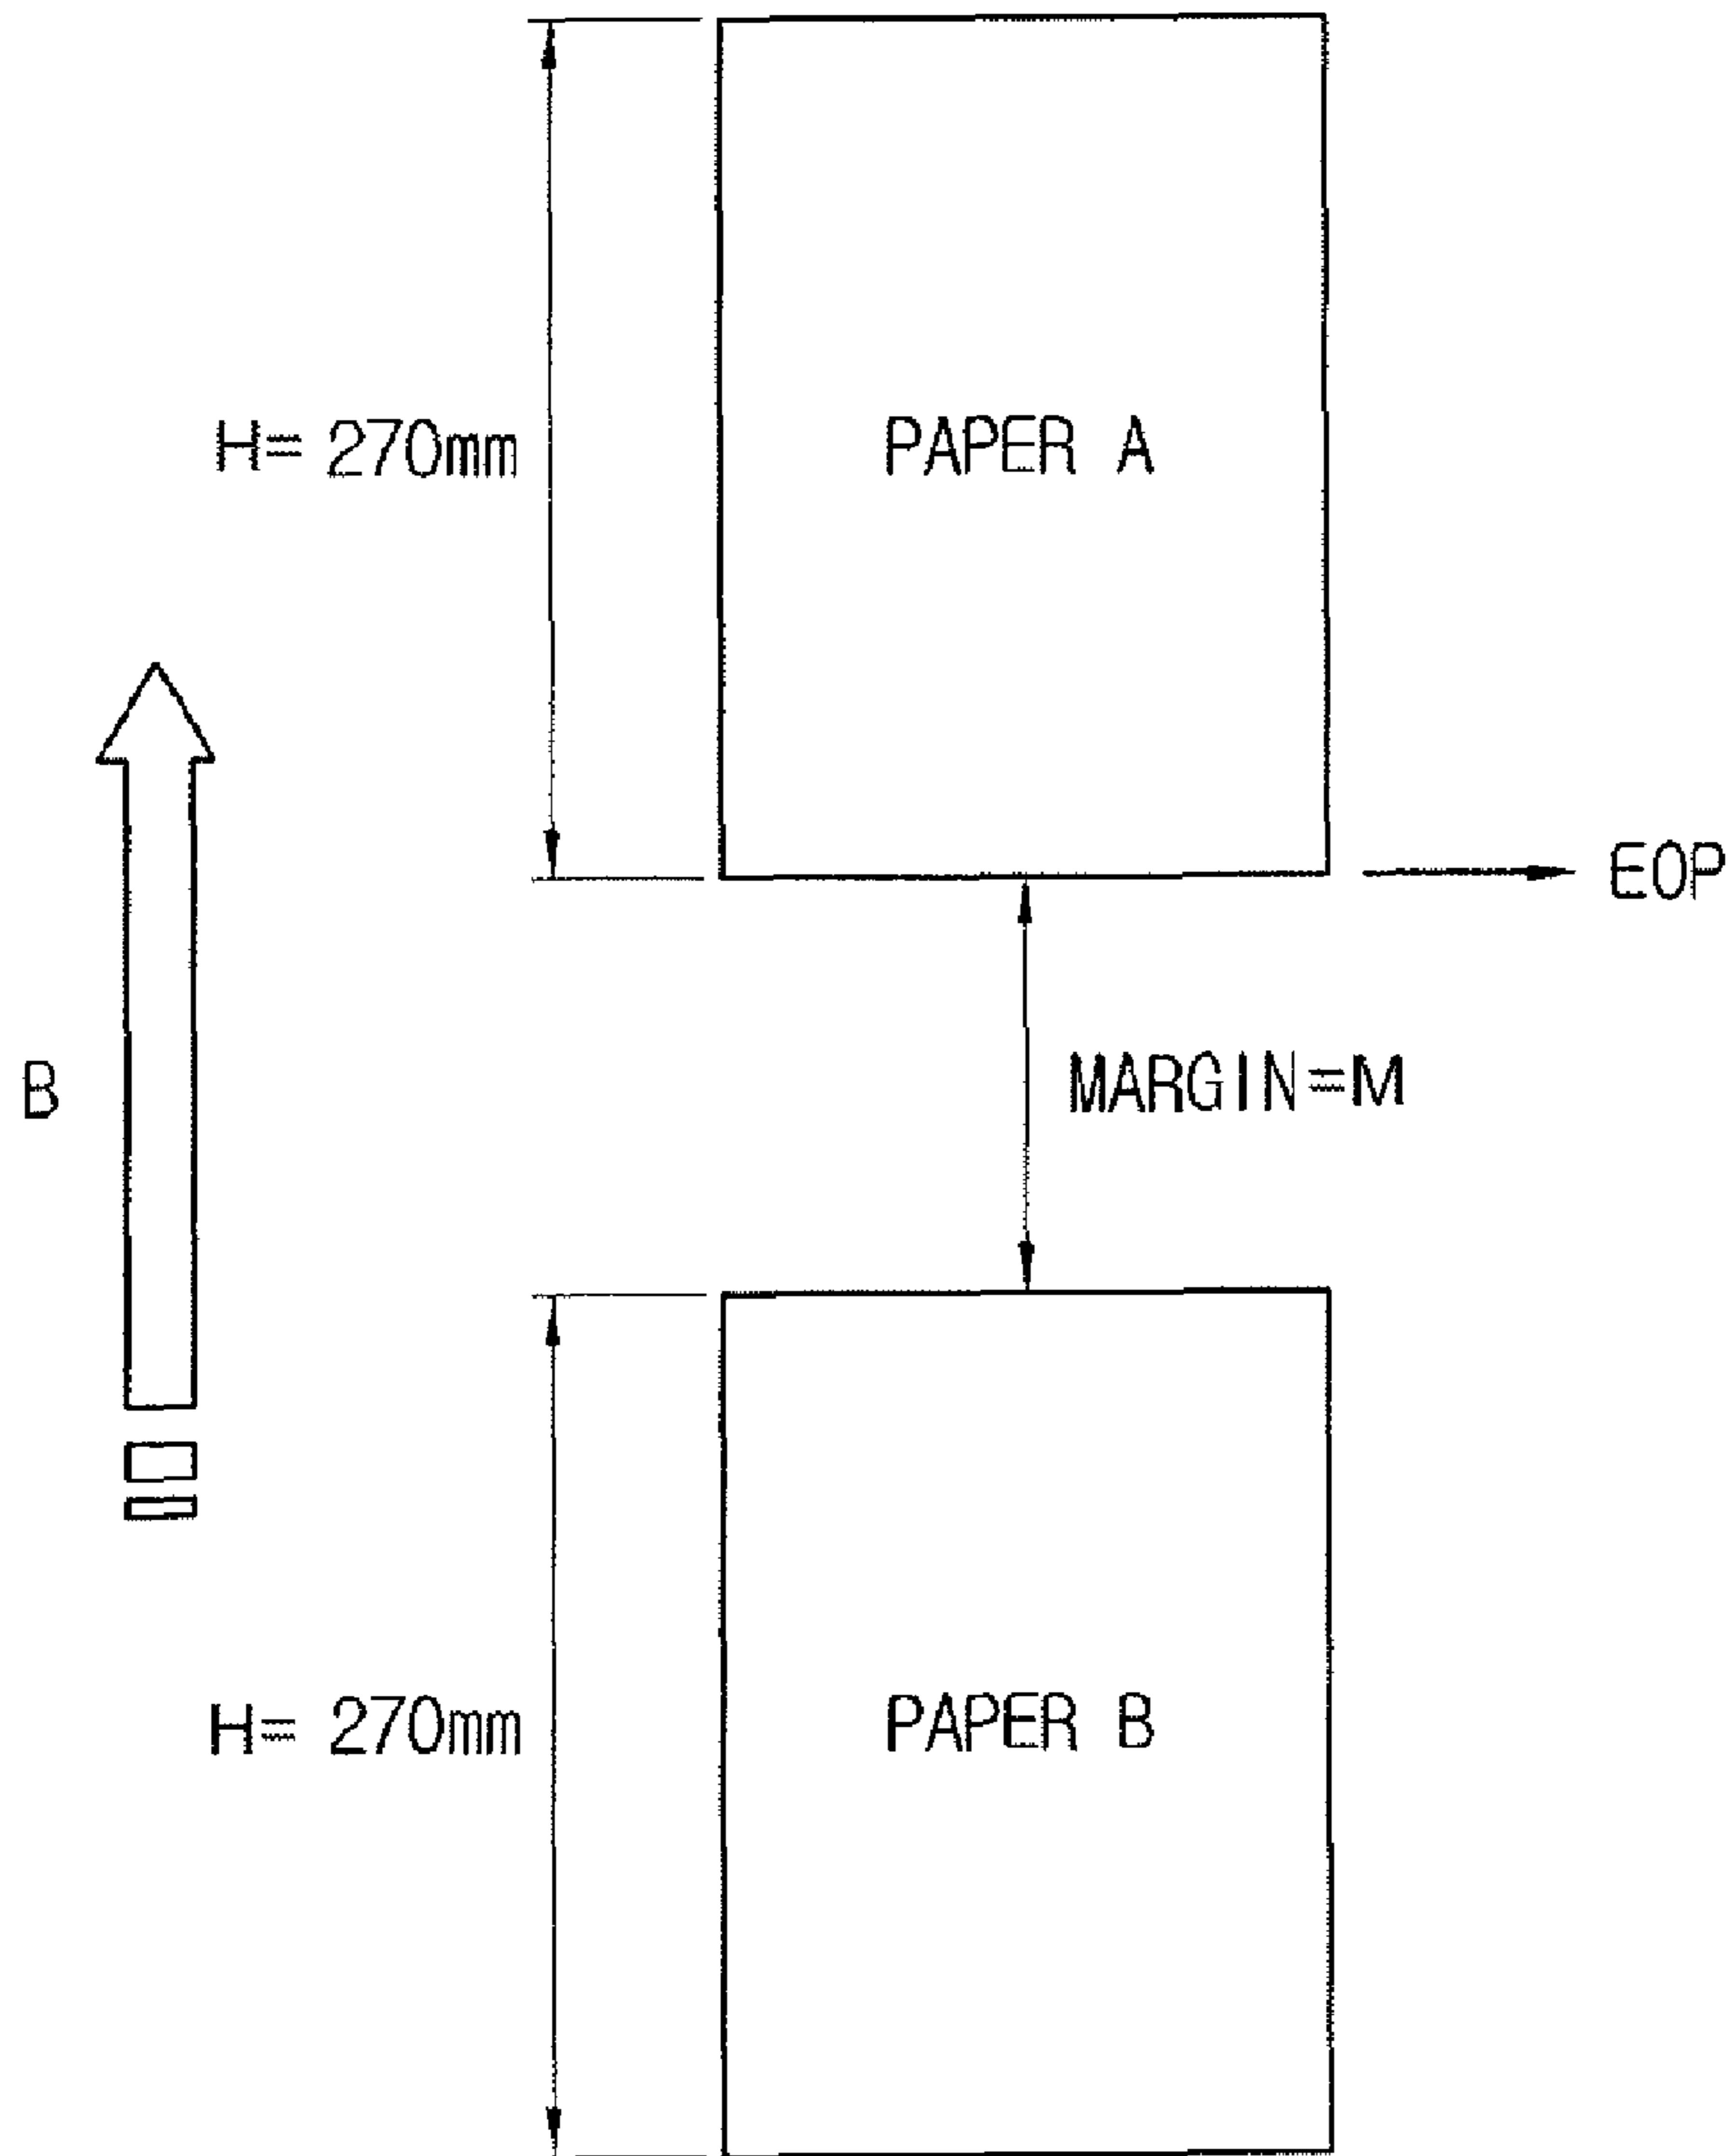 H= 270mm
PAPER A
EOP
B
MARGIN=M
H= 270mm
PAPER B